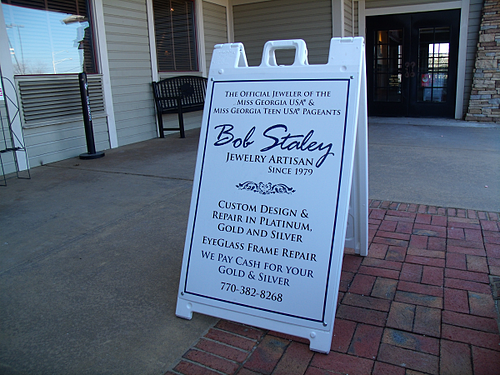 The Official Jeweler of the
Miss Georgia USA® &
Miss Georgia Teen USA® Pageants
Bob Staley
Jewelry Artisan
Since 1979
Custom Design &
Repair in Platinum,
Gold and Silver
EyeGlass Frame Repair
We Pay Cash for your
Gold & Silver
770-382-8268